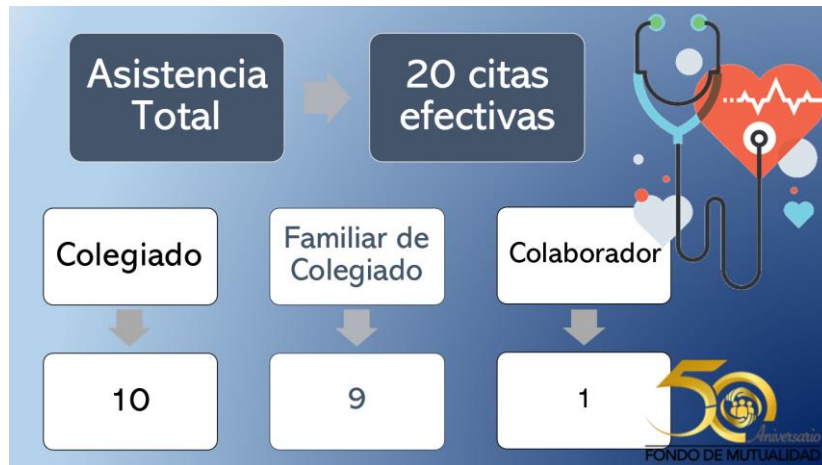 Asistencia
Total
20 citas
efectivas
Colegiado
Familiar de
Colegiado
Colaborador
10
9
1
50
Aniversario
FONDO DE MUTUALIDAD